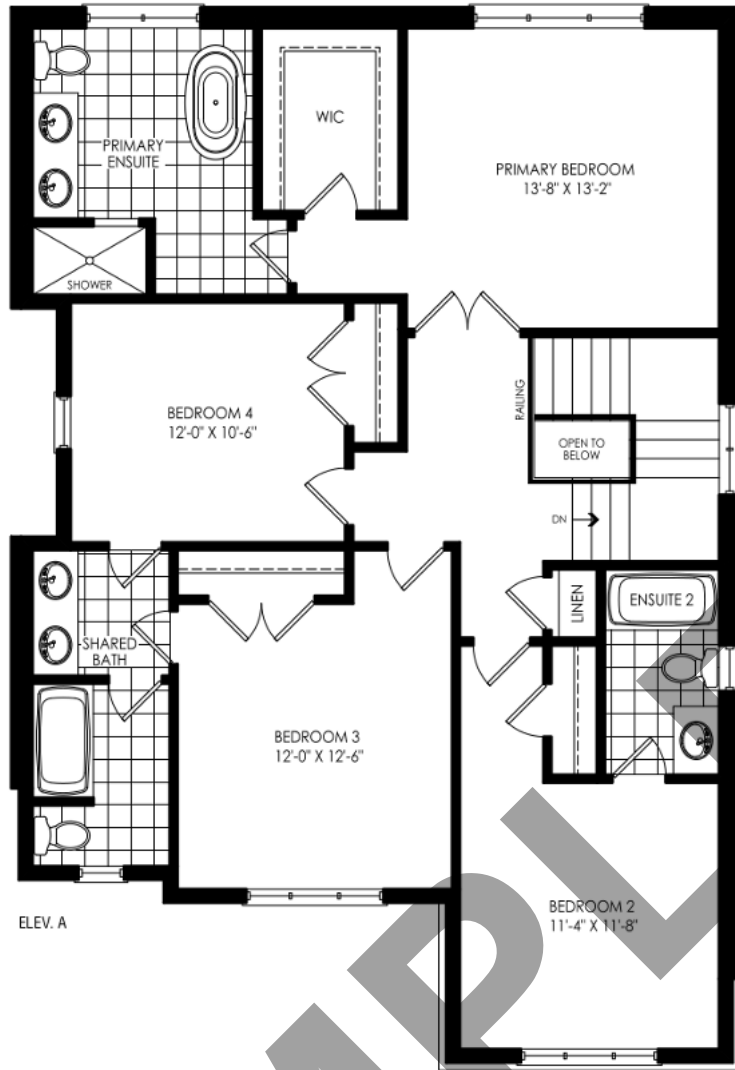 WIC
PRIMARY
ENSUITE
PRIMARY BEDROOM
13'-8" X 13'-2"
SHOWER
BEDROOM 4
12'-0" X 10'-6"
RAILING
OPEN TO
BELOW
DN
LINEN
ENSUITE 2
SHARED
BATH
BEDROOM 3
12'-0" X 12'-6"
BEDROOM 2
11'-4" X 11'-8"
ELEV. A
MPL